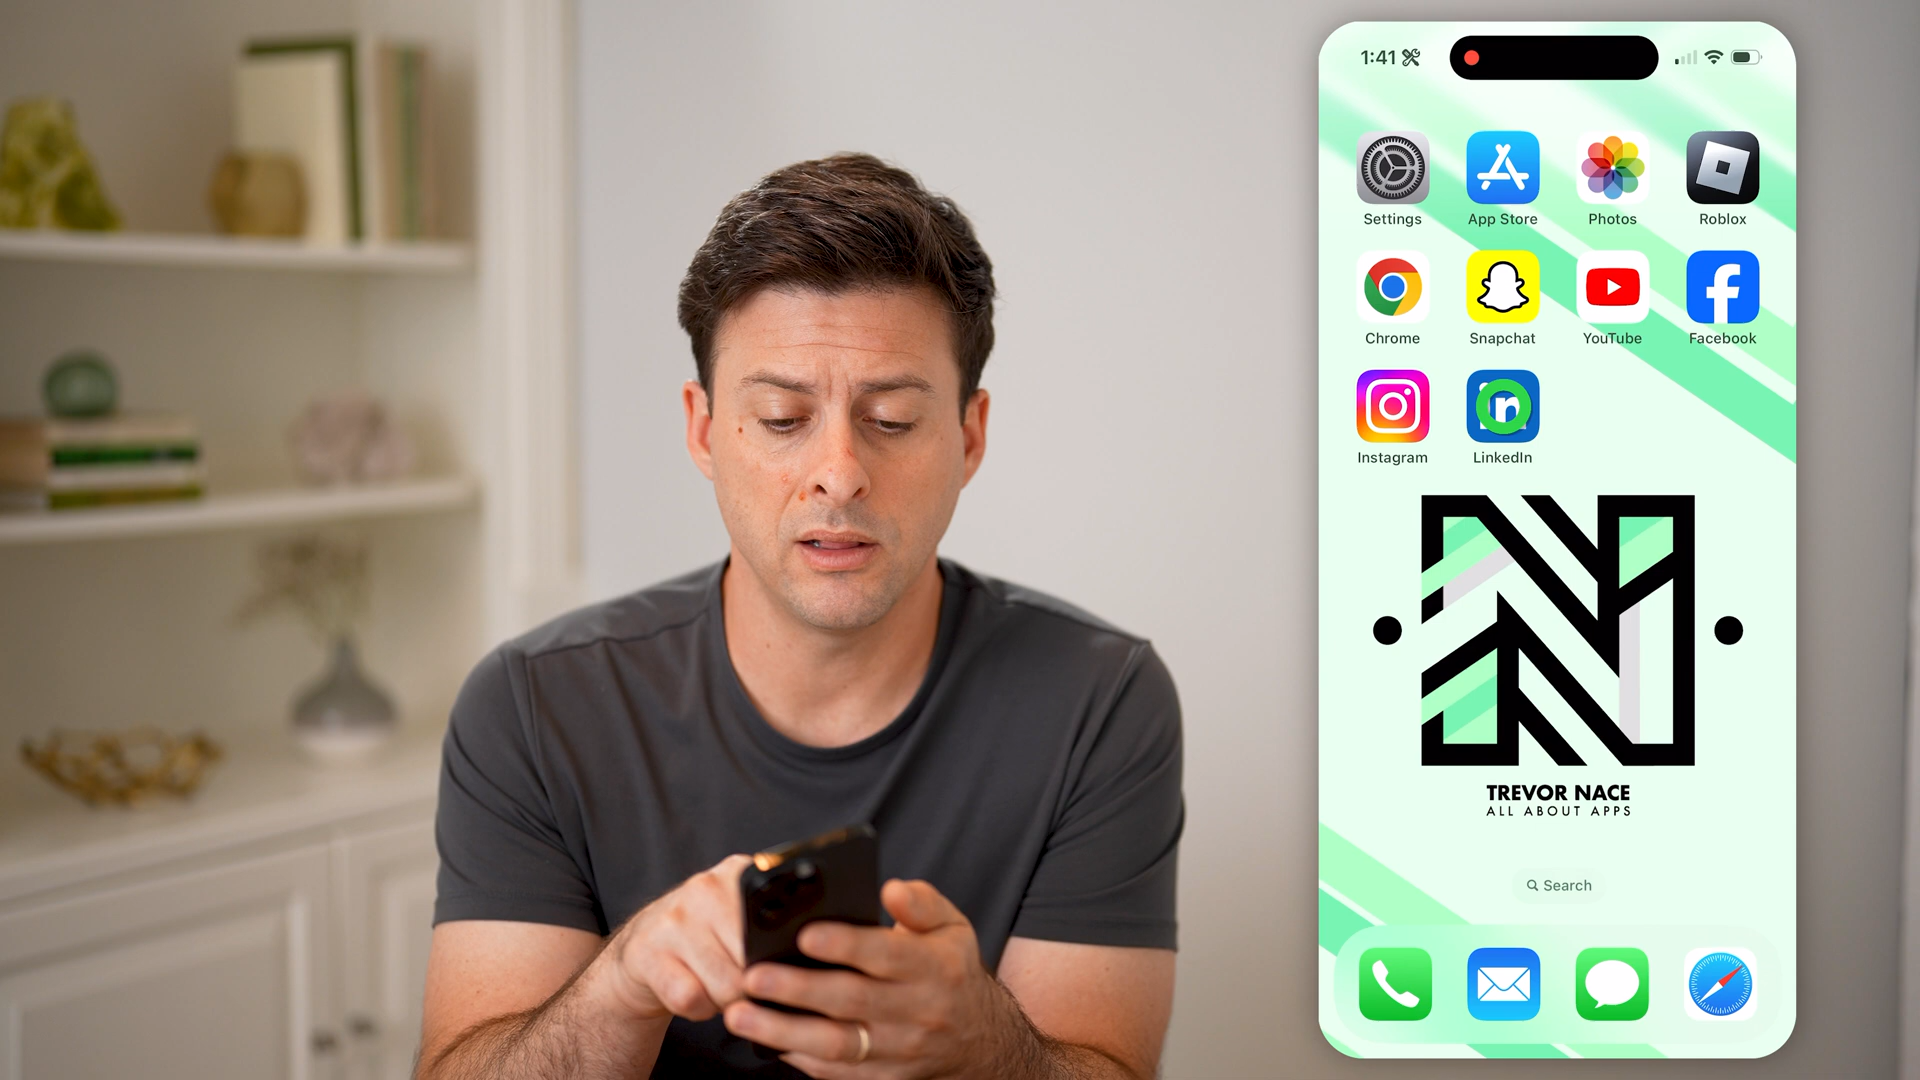 1:41
Settings
App Store
Photos
Roblox
Chrome
Snapchat
YouTube
Facebook
Instagram
LinkedIn
TREVOR NACE
ALL ABOUT APPS
Search